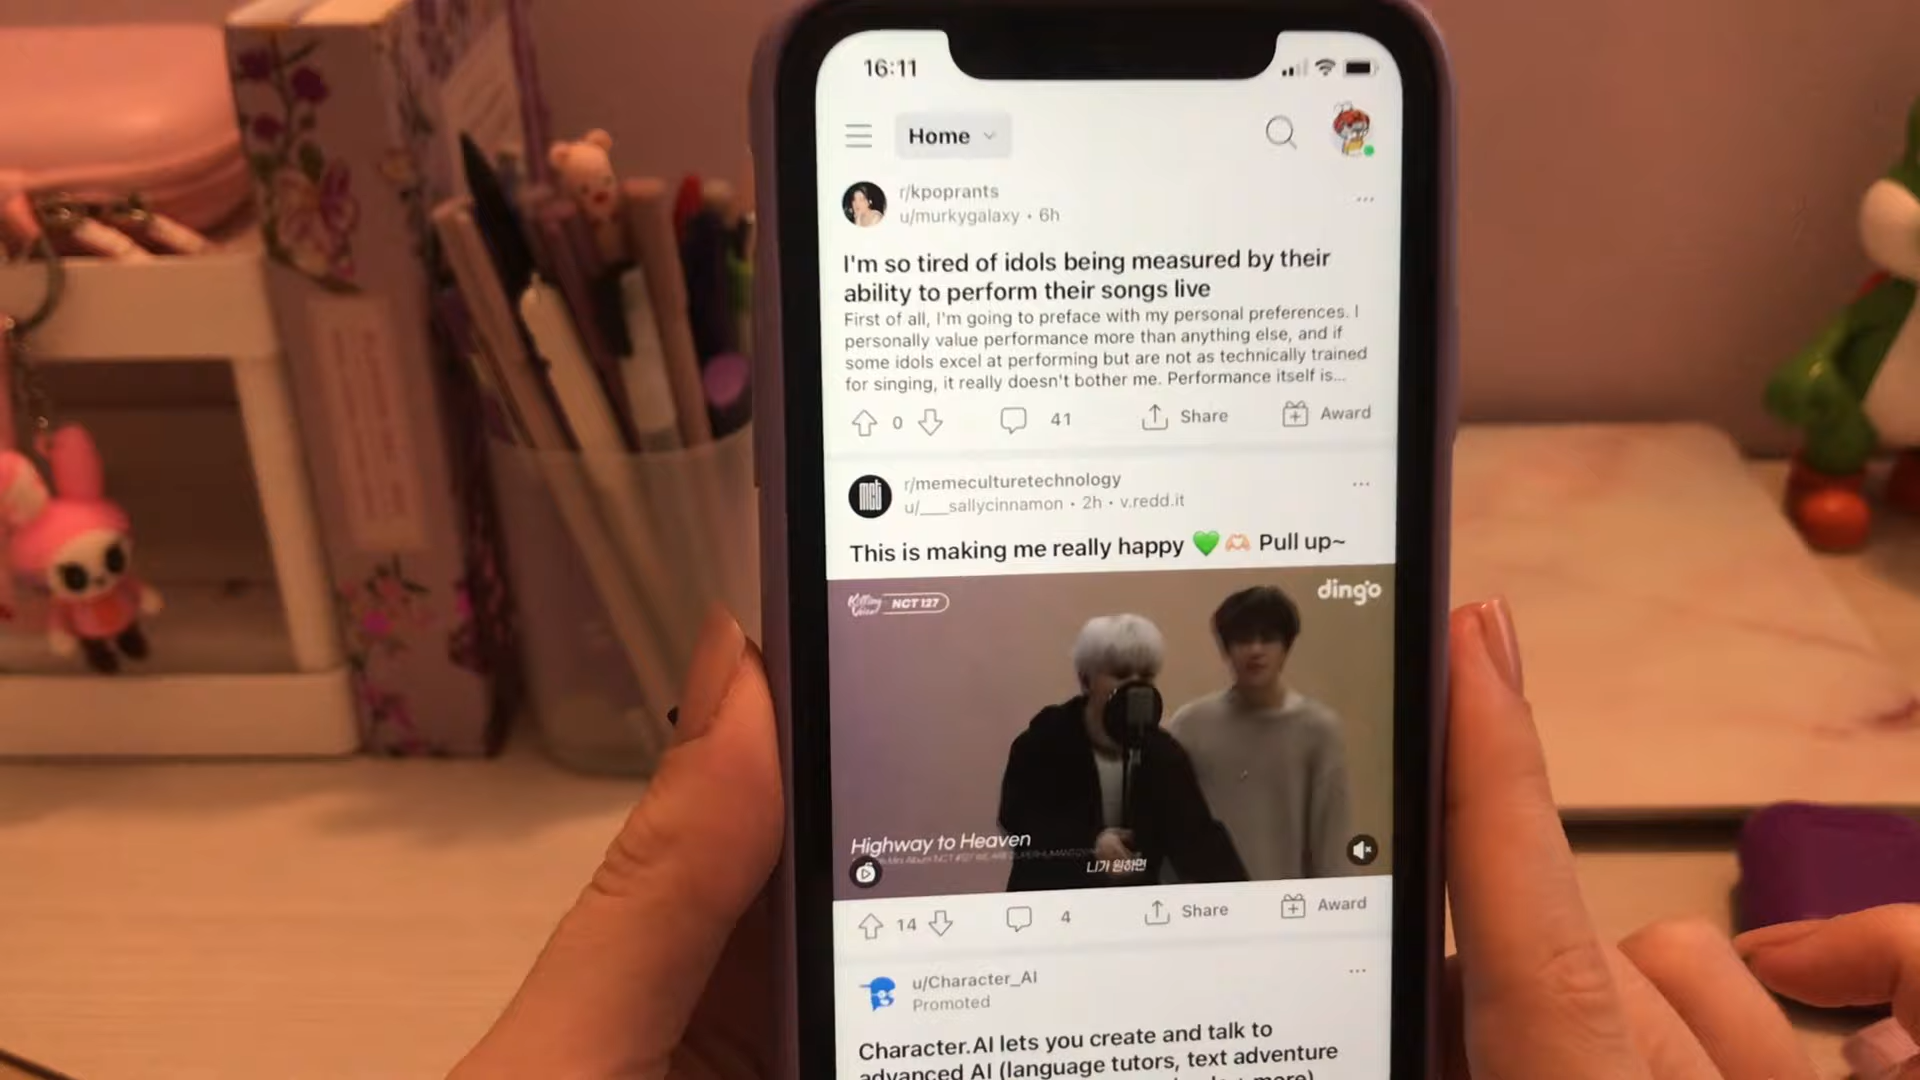 16:11
Home
r/kpoprants
u/murkygalaxy • 6h
I'm so tired of idols being measured by their
ability to perform their songs live
First of all, I'm going to preface with my personal preferences. I
personally value performance more than anything else, and if
some idols excel at performing but are not as technically trained
for singing, it really doesn't bother me. Performance itself is...
0
41
Share
Award
r/memeculturetechnology
u/___sallycinnamon • 2h • v.redd.it
This is making me really happy 💚🫶🏻 Pull up~
Killing Voice NCT 127
dingo
Highway to Heaven
니가 원하면
14
4
Share
Award
u/Character_AI
Promoted
Character.AI lets you create and talk to
advanced AI (language tutors, text adventure